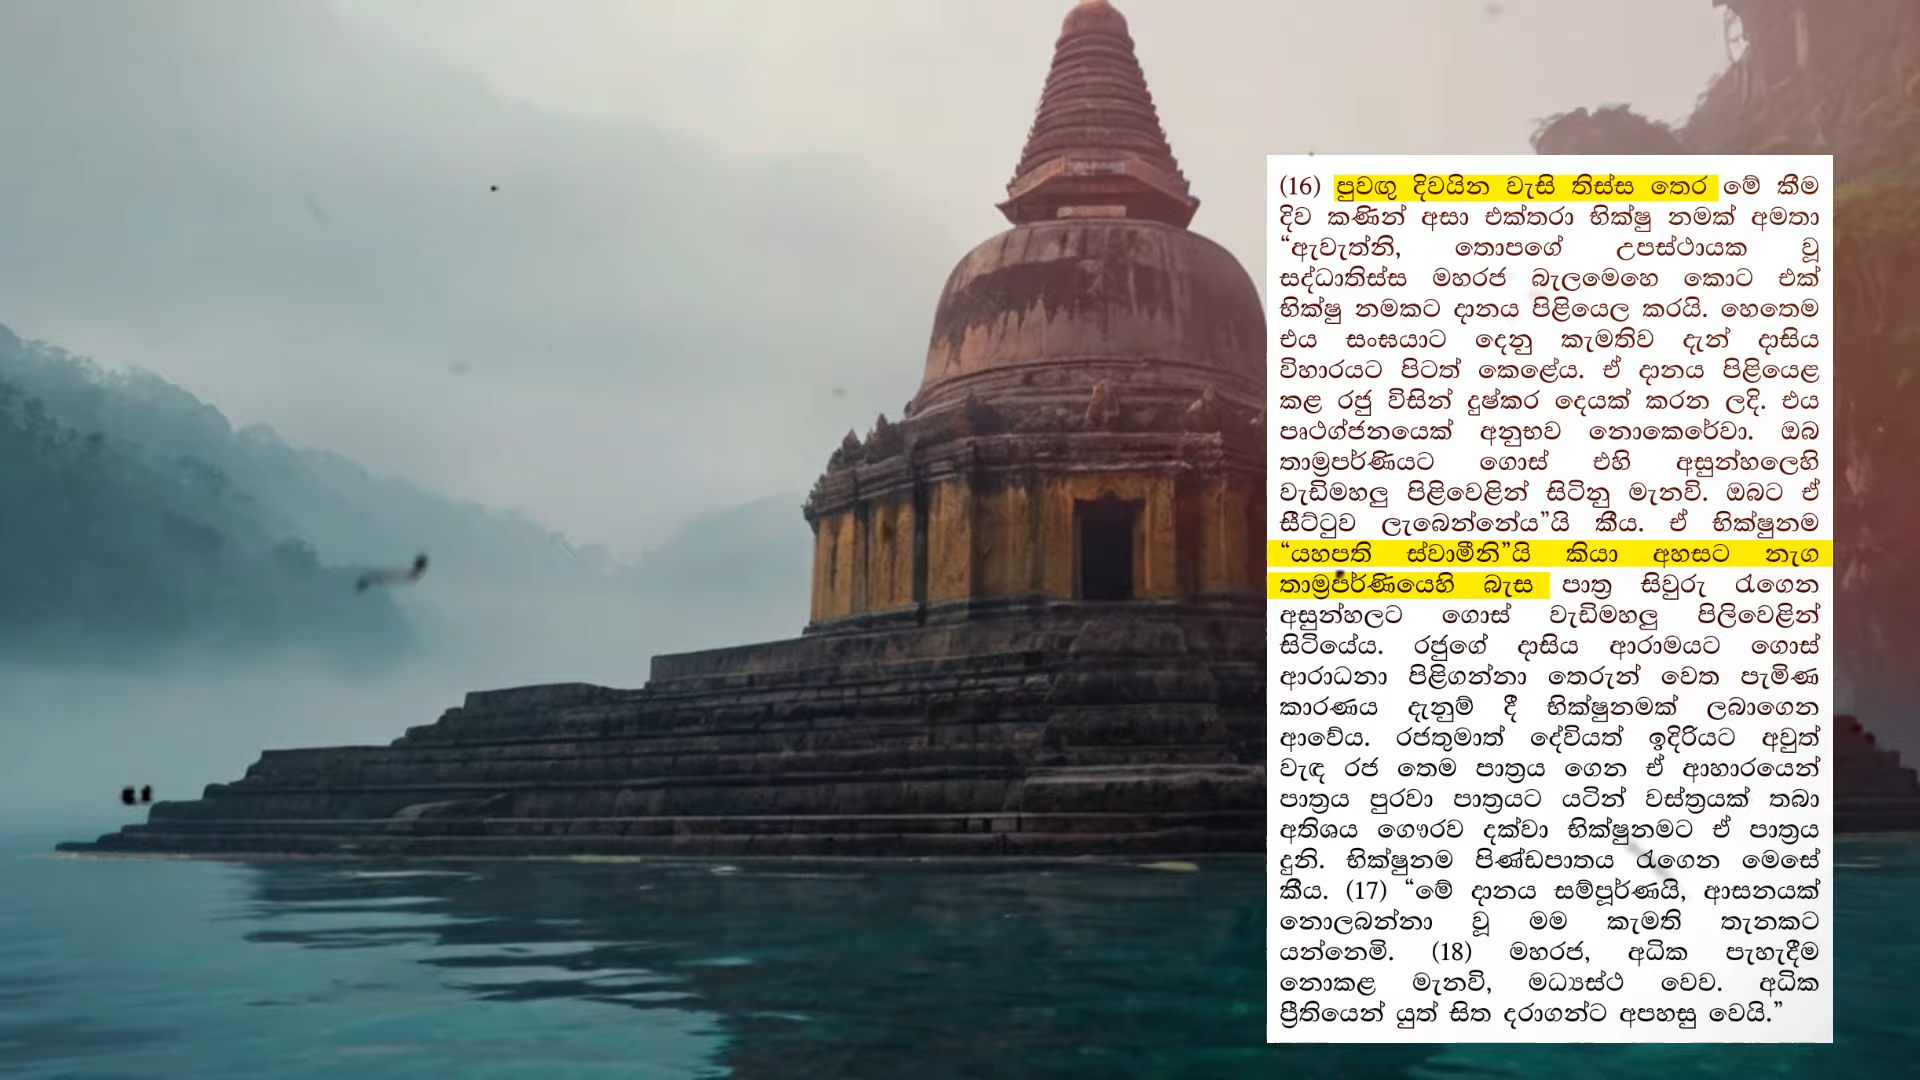 (16) පුවඟු දිවයින වැසි තිස්ස තෙර මේ කීම
දිව කණින් අසා එක්තරා භික්ෂු නමක් අමතා
“ඇවැත්නි, තොපගේ උපස්ථායක වූ
සද්ධාතිස්ස මහරජ බැලමෙහෙ කොට එක්
භික්ෂු නමකට දානය පිළියෙල කරයි. හෙතෙම
එය සංඝයාට දෙනු කැමතිව දැන් දාසිය
විහාරයට පිටත් කෙළේය. ඒ දානය පිළියෙළ
කළ රජු විසින් දුෂ්කර දෙයක් කරන ලදි. එය
පෘථග්ජනයෙක් අනුභව නොකෙරේවා. ඔබ
තාම්‍රපර්ණියට ගොස් එහි අසුන්හලෙහි
වැඩිමහලු පිළිවෙළින් සිටිනු මැනවි. ඔබට ඒ
සීට්ටුව ලැබෙන්නේය”යි කීය. ඒ භික්ෂුනම
“යහපති ස්වාමීනි”යි කියා අහසට නැග
තාම්‍රපර්ණියෙහි බැස පාත්‍ර සිවුරු රැගෙන
අසුන්හලට ගොස් වැඩිමහලු පිලිවෙළින්
සිටියේය. රජුගේ දාසිය ආරාමයට ගොස්
ආරාධනා පිළිගන්නා තෙරුන් වෙත පැමිණ
කාරණය දැනුම් දී භික්ෂුනමක් ලබාගෙන
ආවේය. රජතුමාත් දේවියත් ඉදිරියට අවුත්
වැඳ රජ තෙම පාත්‍රය ගෙන ඒ ආහාරයෙන්
පාත්‍රය පුරවා පාත්‍රයට යටින් වස්ත්‍රයක් තබා
අතිශය ගෞරව දක්වා භික්ෂුනමට ඒ පාත්‍රය
දුනි. භික්ෂුනම පිණ්ඩපාතය රැගෙන මෙසේ
කීය. (17) “මේ දානය සම්පූර්ණයි, ආසනයක්
නොලබන්නා වූ මම කැමති තැනකට
යන්නෙමි. (18) මහරජ, අධික පැහැදීම
නොකළ මැනවි, මධ්‍යස්ථ වෙව. අධික
ප්‍රීතියෙන් යුත් සිත දරාගන්ට අපහසු වෙයි.”